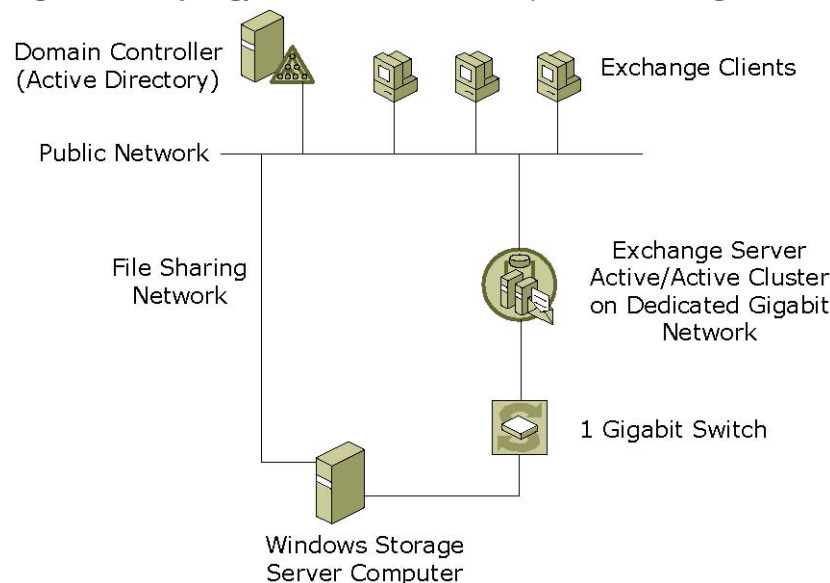 Domain Controller
(Active Directory)
Exchange Clients
Public Network
File Sharing
Network
Exchange Server
Active/Active Cluster
on Dedicated Gigabit
Network
1 Gigabit Switch
Windows Storage
Server Computer